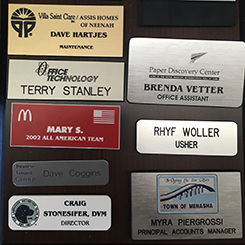 Villa Saint Claire / ASSIS HOMES
OF NEENAH
DAVE HARTJES
MAINTENANCE
OFFICE
TECHNOLOGY
TERRY STANLEY
MARY S.
2002 ALL AMERICAN TEAM
Dave Coggins
CRAIG
STONESIFER, DVM
DIRECTOR
Paper Discovery Center
BRENDA VETTER
OFFICE ASSISTANT
RHYF WOLLER
USHER
TOWN OF MENASHA
MYRA PIERGROSSI
PRINCIPAL ACCOUNTS MANAGER